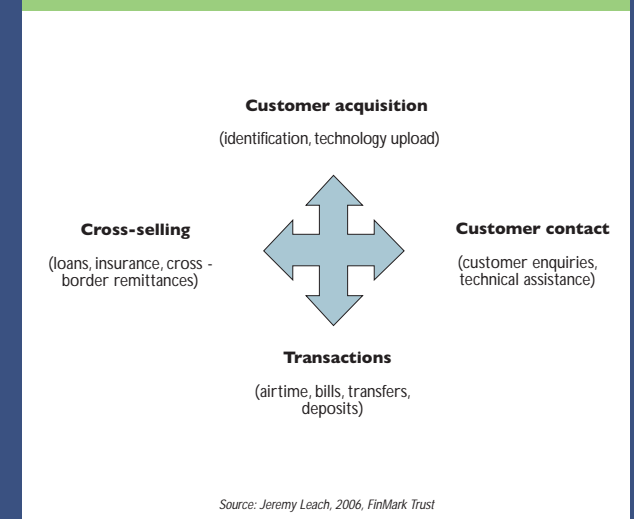 Customer acquisition
(identification, technology upload)
Cross-selling
(loans, insurance, cross -
border remittances)
Customer contact
(customer enquiries,
technical assistance)
Transactions
(airtime, bills, transfers,
deposits)
Source: Jeremy Leach, 2006, FinMark Trust